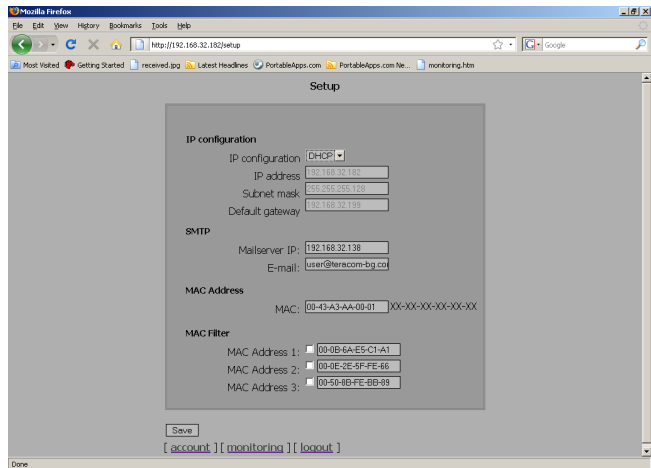 Mozilla Firefox
File Edit View History Bookmarks Tools Help
http://192.168.32.182/setup
Google
Most Visited Getting Started received.jpg Latest Headlines PortableApps.com PortableApps.com Ne... monitoring.htm
Setup
IP configuration
IP configuration DHCP
IP address 192.168.32.182
Subnet mask 255.255.255.128
Default gateway 192.168.32.199
SMTP
Mailserver IP: 192.168.32.138
E-mail: user@teracom-bg.com
MAC Address
MAC: 00-43-A3-AA-00-01 XX-XX-XX-XX-XX-XX
MAC Filter
MAC Address 1: 00-0B-6A-E5-C1-A1
MAC Address 2: 00-0E-2E-5F-FE-66
MAC Address 3: 00-50-8B-FE-BB-89
Save
[ account ] [ monitoring ] [ logout ]
Done